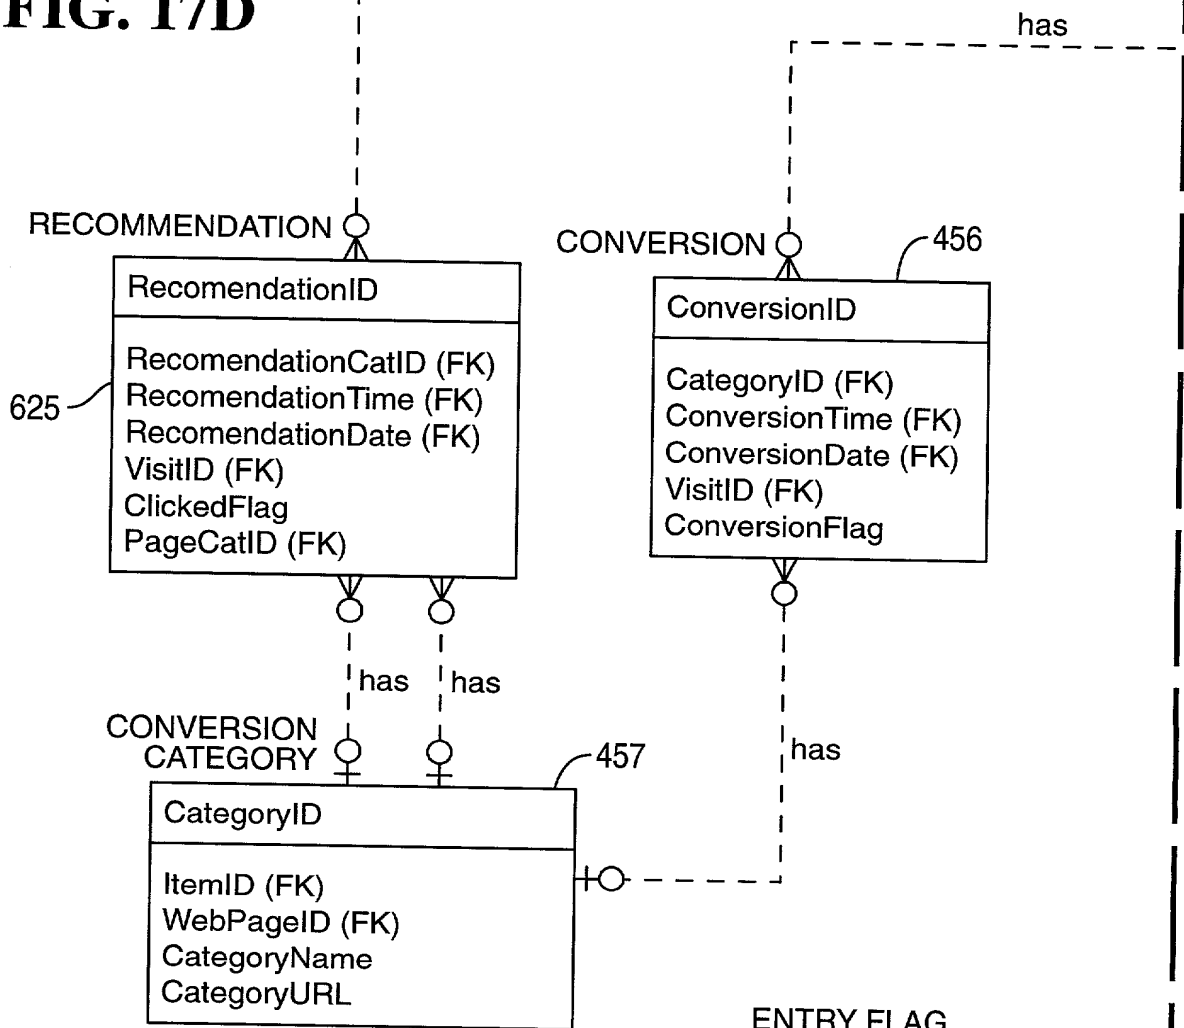 FIG. 17D
has
RECOMMENDATION
RecomendationID
RecomendationCatID (FK)
RecomendationTime (FK)
RecomendationDate (FK)
VisitID (FK)
ClickedFlag
PageCatID (FK)
625
CONVERSION
456
ConversionID
CategoryID (FK)
ConversionTime (FK)
ConversionDate (FK)
VisitID (FK)
ConversionFlag
has
has
has
CONVERSION
CATEGORY
457
CategoryID
ItemID (FK)
WebPageID (FK)
CategoryName
CategoryURL
ENTRY FLAG